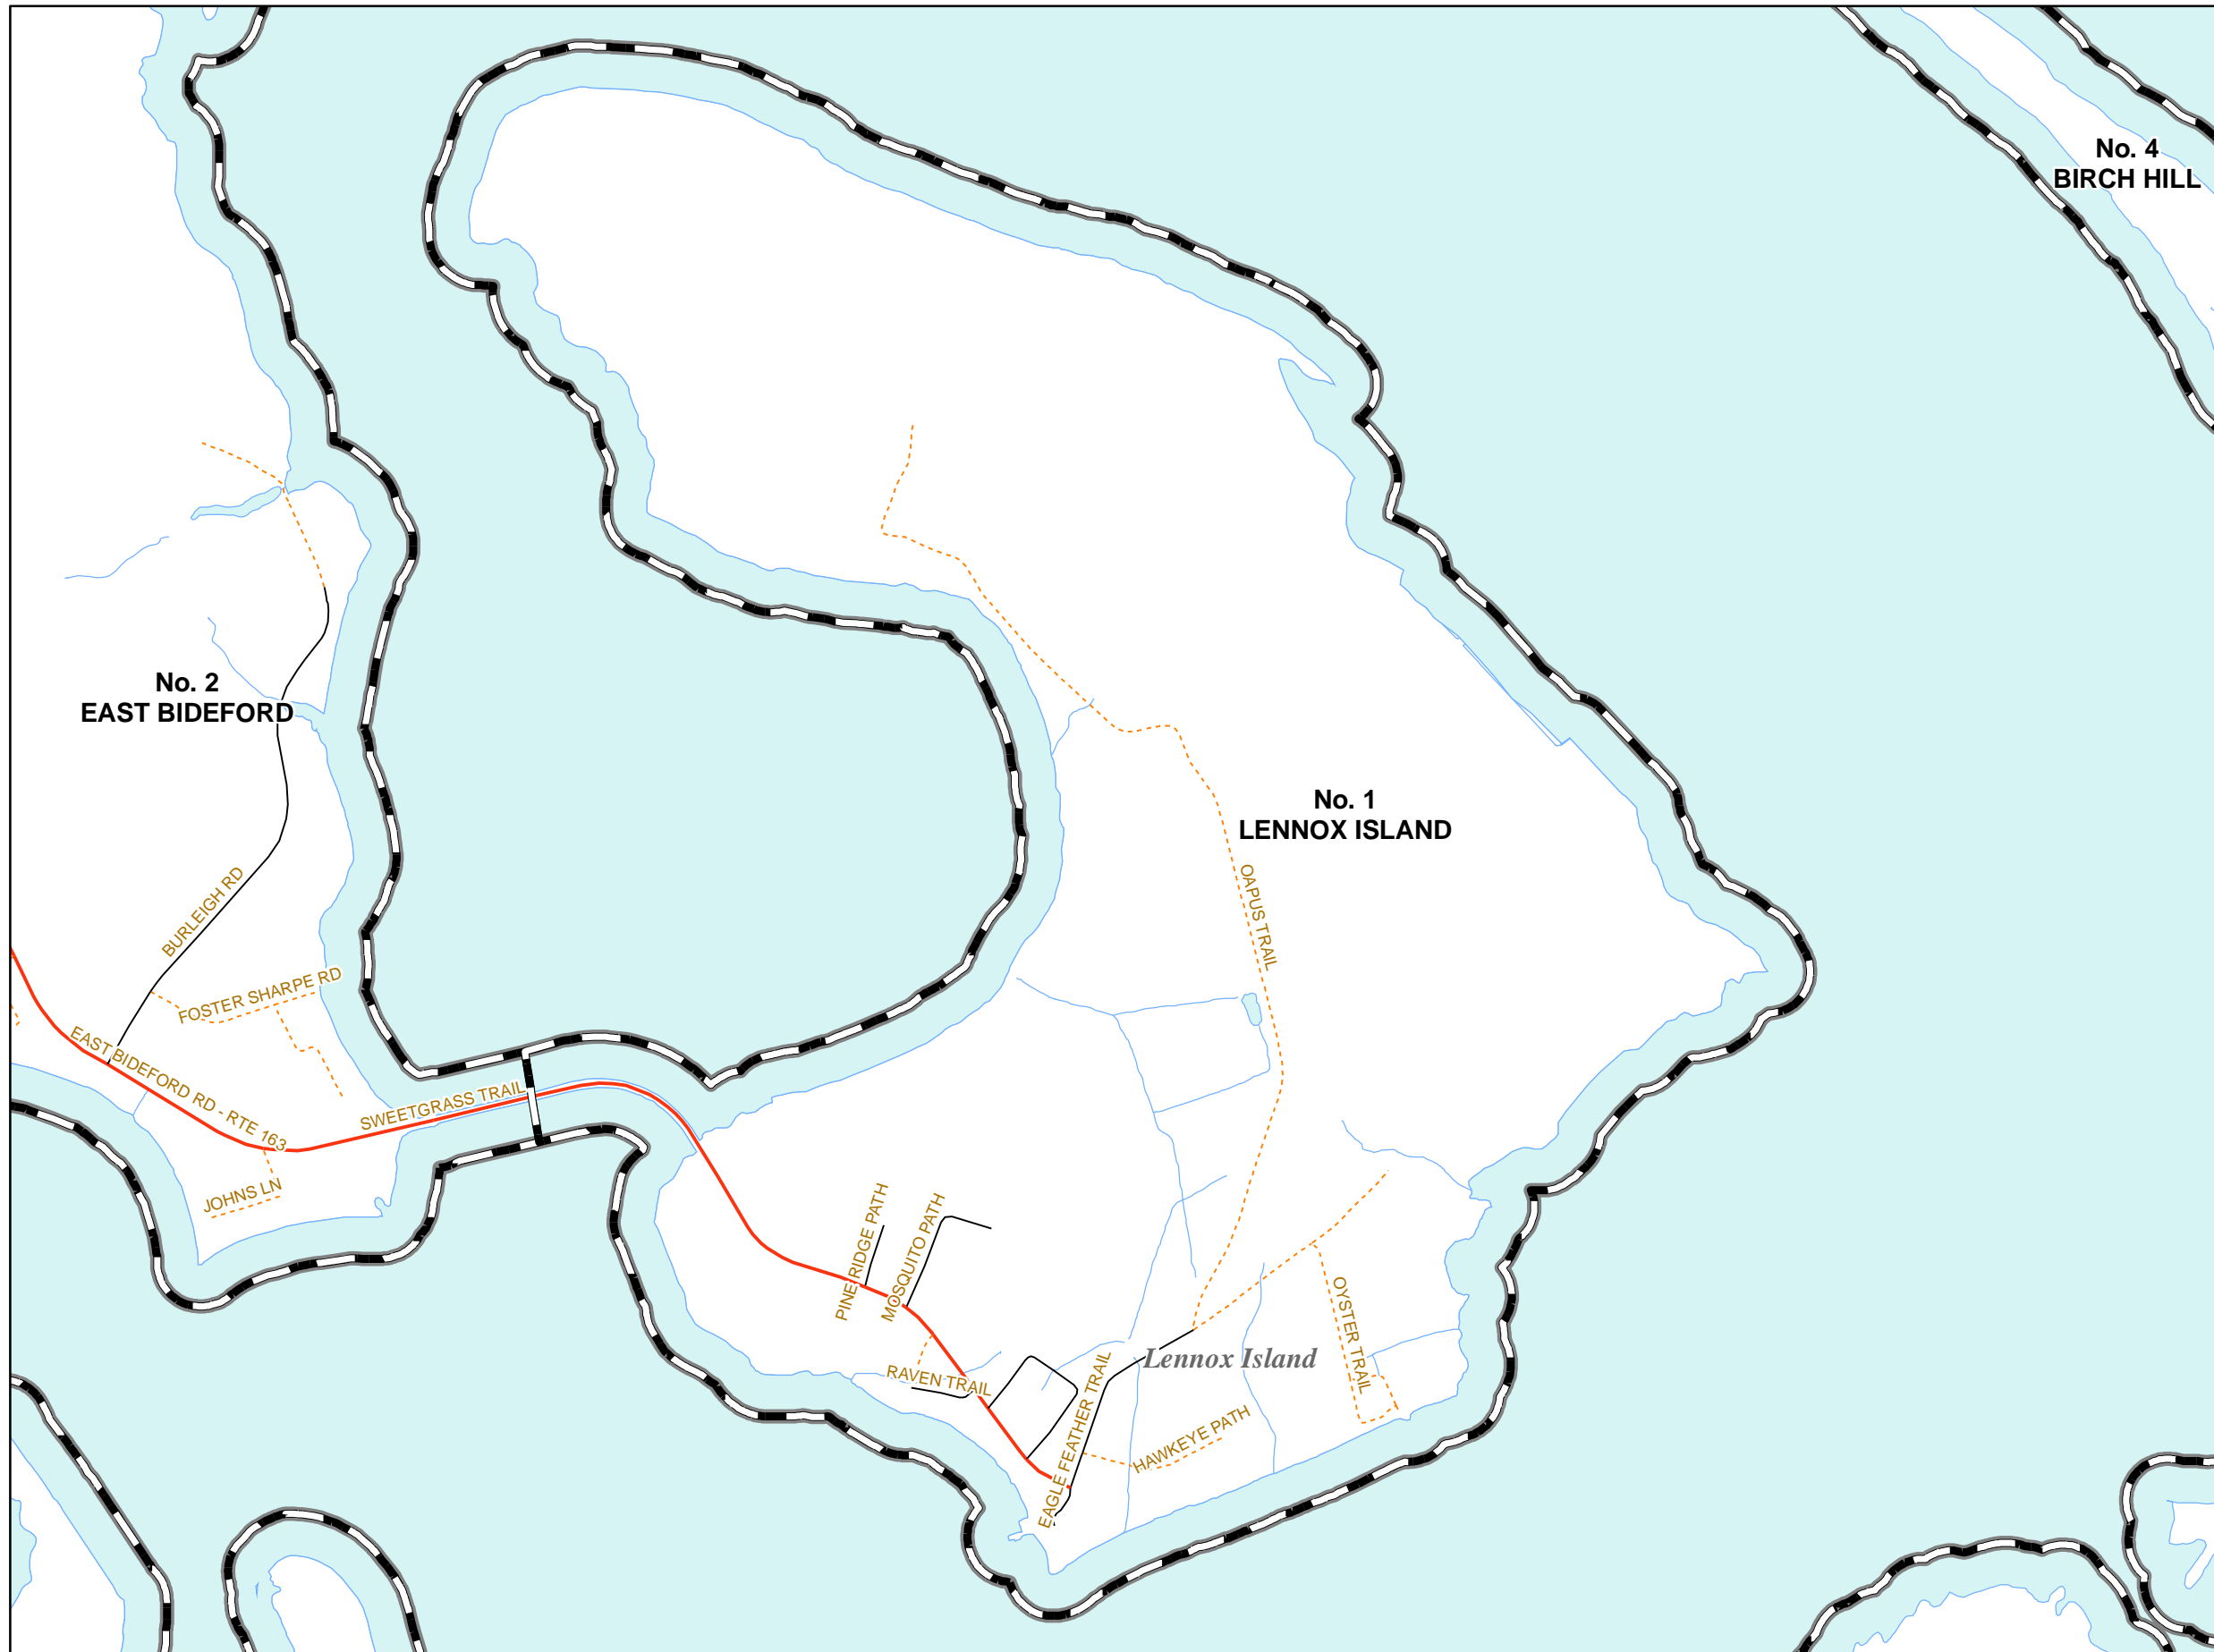 No. 4
BIRCH HILL
No. 2
EAST BIDEFORD
No. 1
LENNOX ISLAND
OAPUS TRAIL
BURLEIGH RD
FOSTER SHARPE RD
EAST BIDEFORD RD - RTE 163
SWEETGRASS TRAIL
JOHNS LN
PINE RIDGE PATH
MOSQUITO PATH
OYSTER TRAIL
Lennox Island
RAVEN TRAIL
EAGLE FEATHER TRAIL
HAWKEYE PATH